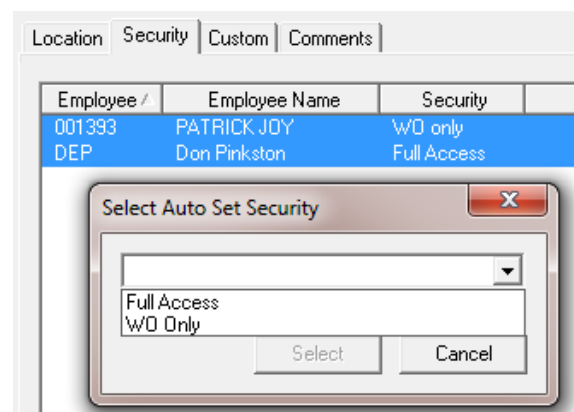 Location Security Custom Comments
Employee Employee Name Security
001393 PATRICK JOY WO only
DEP Don Pinkston Full Access
Select Auto Set Security
Full Access
WO Only
Select Cancel